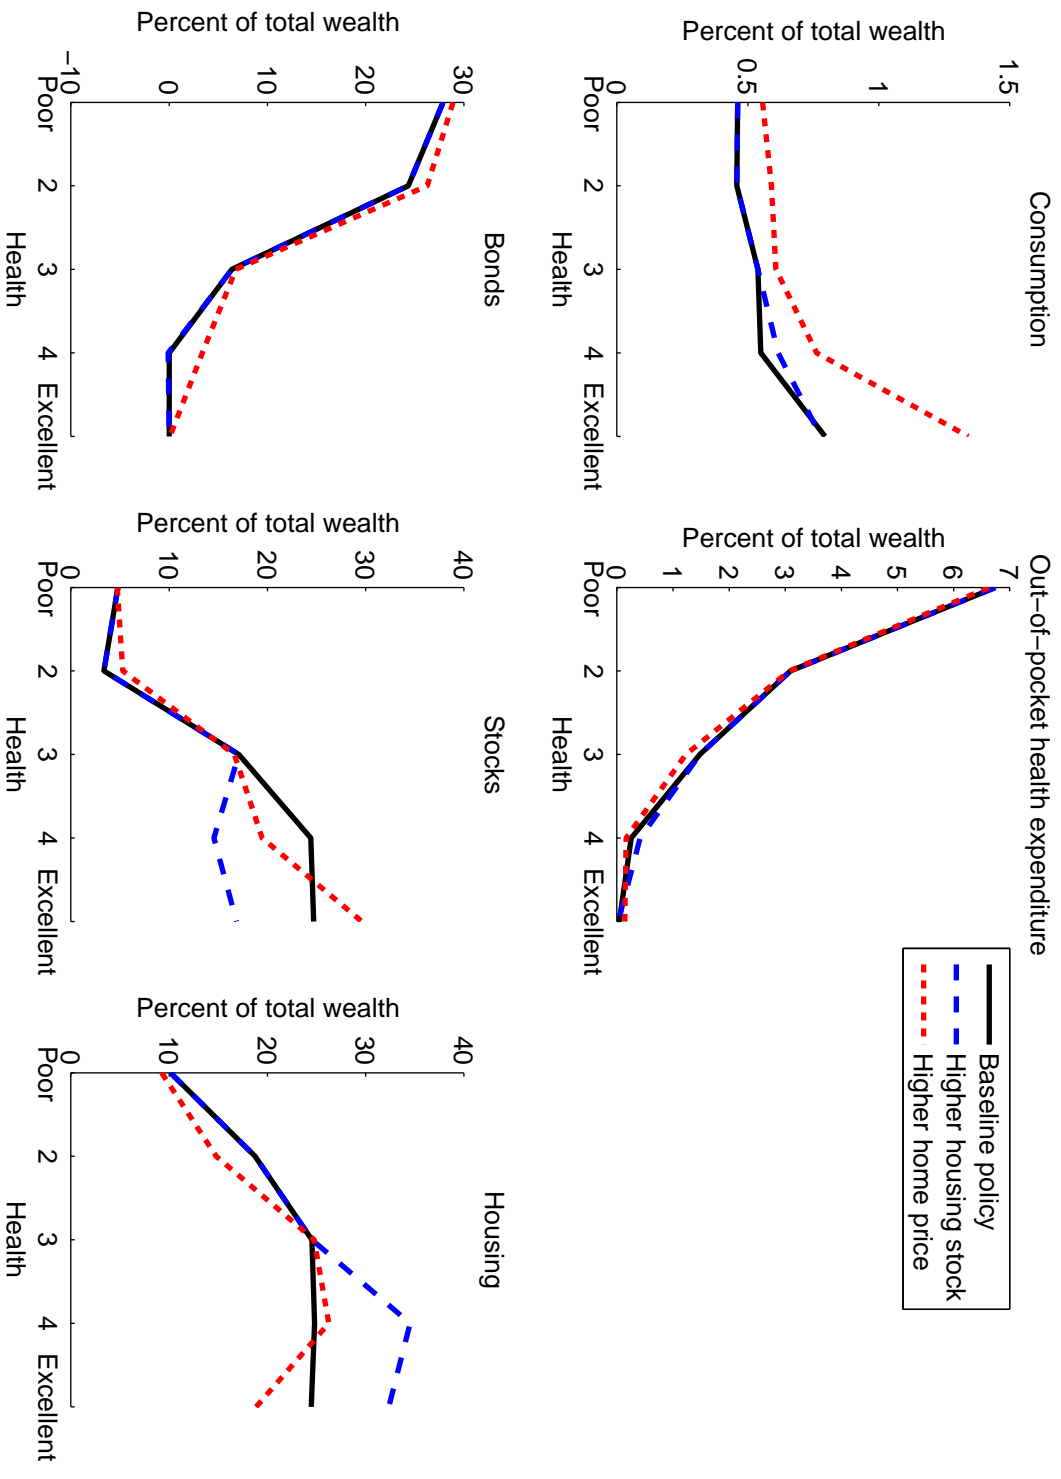 Consumption
Percent of total wealth
1.5
1
0.5
0
Poor 2 3 4 Excellent
Health
Out−of−pocket health expenditure
Percent of total wealth
7
6
5
4
3
2
1
0
Poor 2 3 4 Excellent
Health
Baseline policy
Higher housing stock
Higher home price
Bonds
Percent of total wealth
30
20
10
0
−10
Poor 2 3 4 Excellent
Health
Stocks
Percent of total wealth
40
30
20
10
0
Poor 2 3 4 Excellent
Health
Housing
Percent of total wealth
40
30
20
10
0
Poor 2 3 4 Excellent
Health